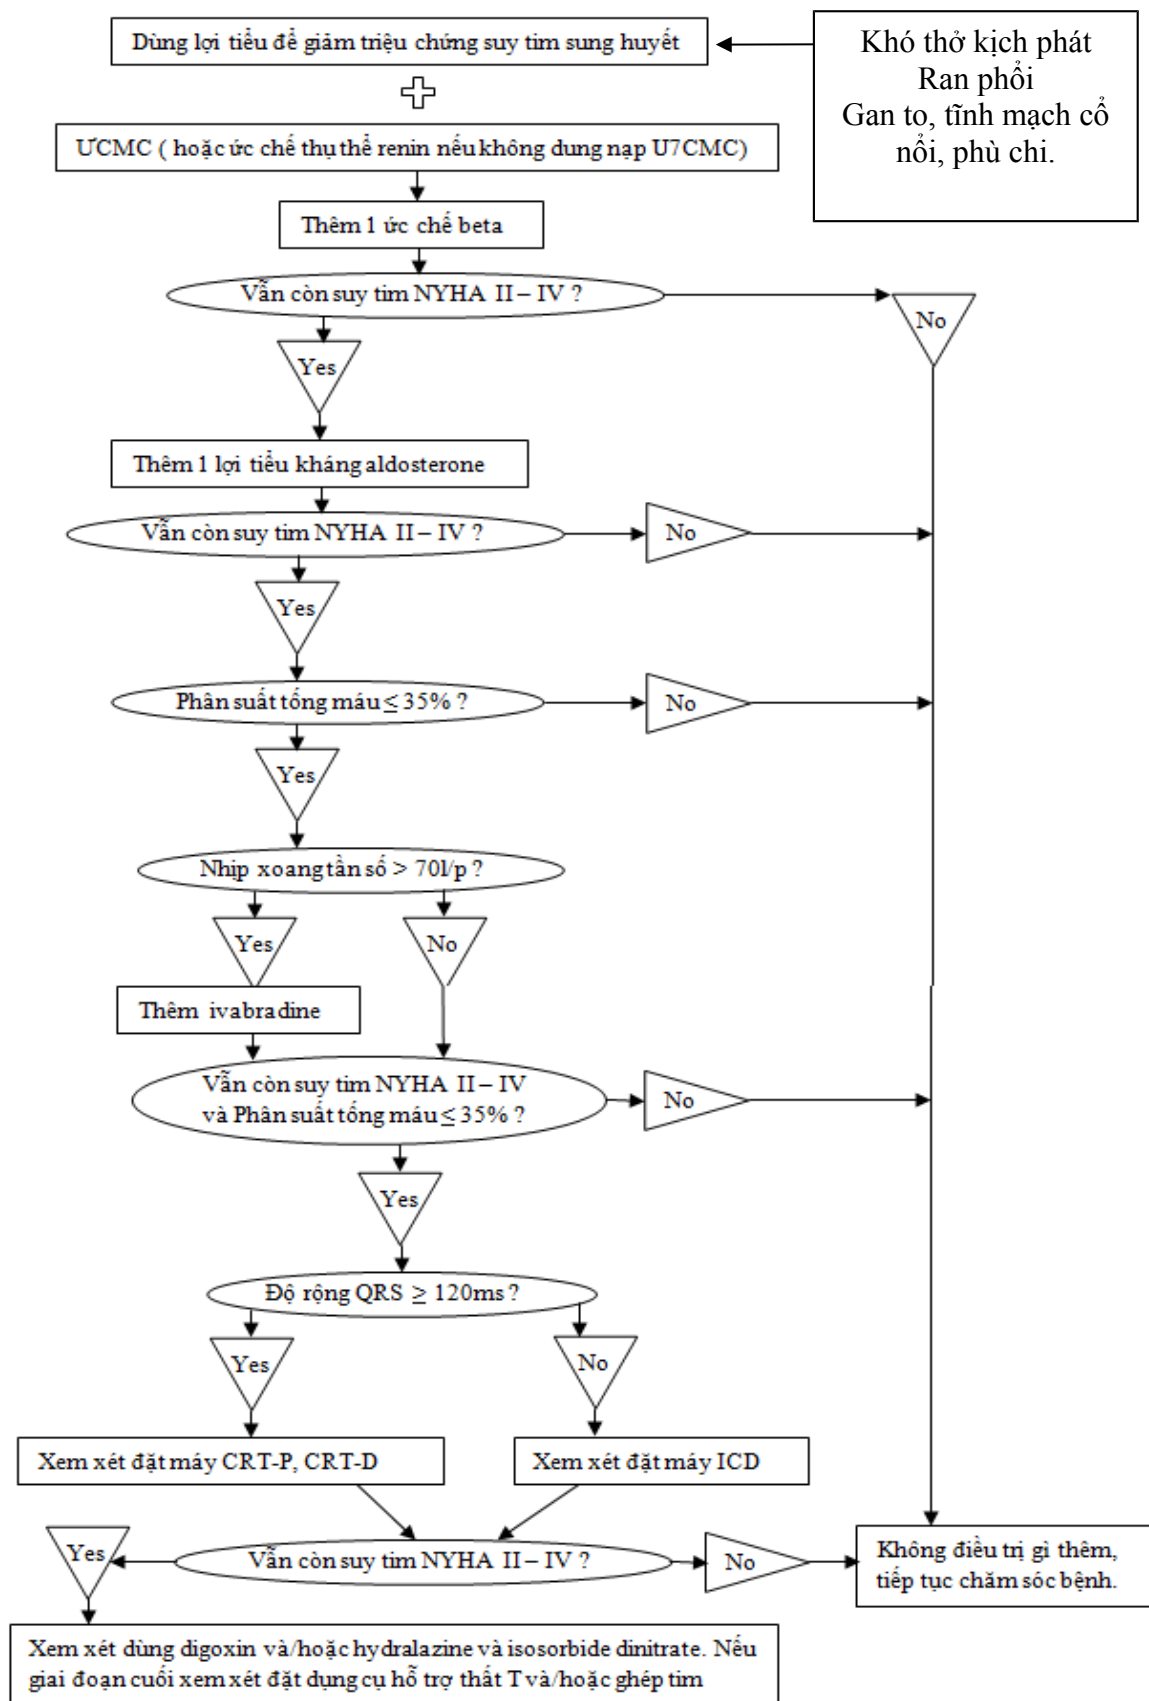 Dùng lợi tiểu để giảm triệu chứng suy tim sung huyết
Khó thở kịch phát
Ran phổi
Gan to, tĩnh mạch cổ
nổi, phù chi.
ƯCMC ( hoặc ức chế thụ thể renin nếu không dung nạp U7CMC)
Thêm 1 ức chế beta
Vẫn còn suy tim NYHA II – IV ?
No
Yes
Thêm 1 lợi tiểu kháng aldosterone
Vẫn còn suy tim NYHA II – IV ?
No
Yes
Phân suất tống máu ≤ 35% ?
No
Yes
Nhịp xoang tần số > 70l/p ?
Yes
No
Thêm ivabradine
Vẫn còn suy tim NYHA II – IV
và Phân suất tống máu ≤ 35% ?
No
Yes
Độ rộng QRS ≥ 120ms ?
Yes
No
Xem xét đặt máy CRT-P, CRT-D
Xem xét đặt máy ICD
Yes
Vẫn còn suy tim NYHA II – IV ?
No
Không điều trị gì thêm,
tiếp tục chăm sóc bệnh.
Xem xét dùng digoxin và/hoặc hydralazine và isosorbide dinitrate. Nếu
giai đoạn cuối xem xét đặt dụng cụ hỗ trợ thất T và/hoặc ghép tim